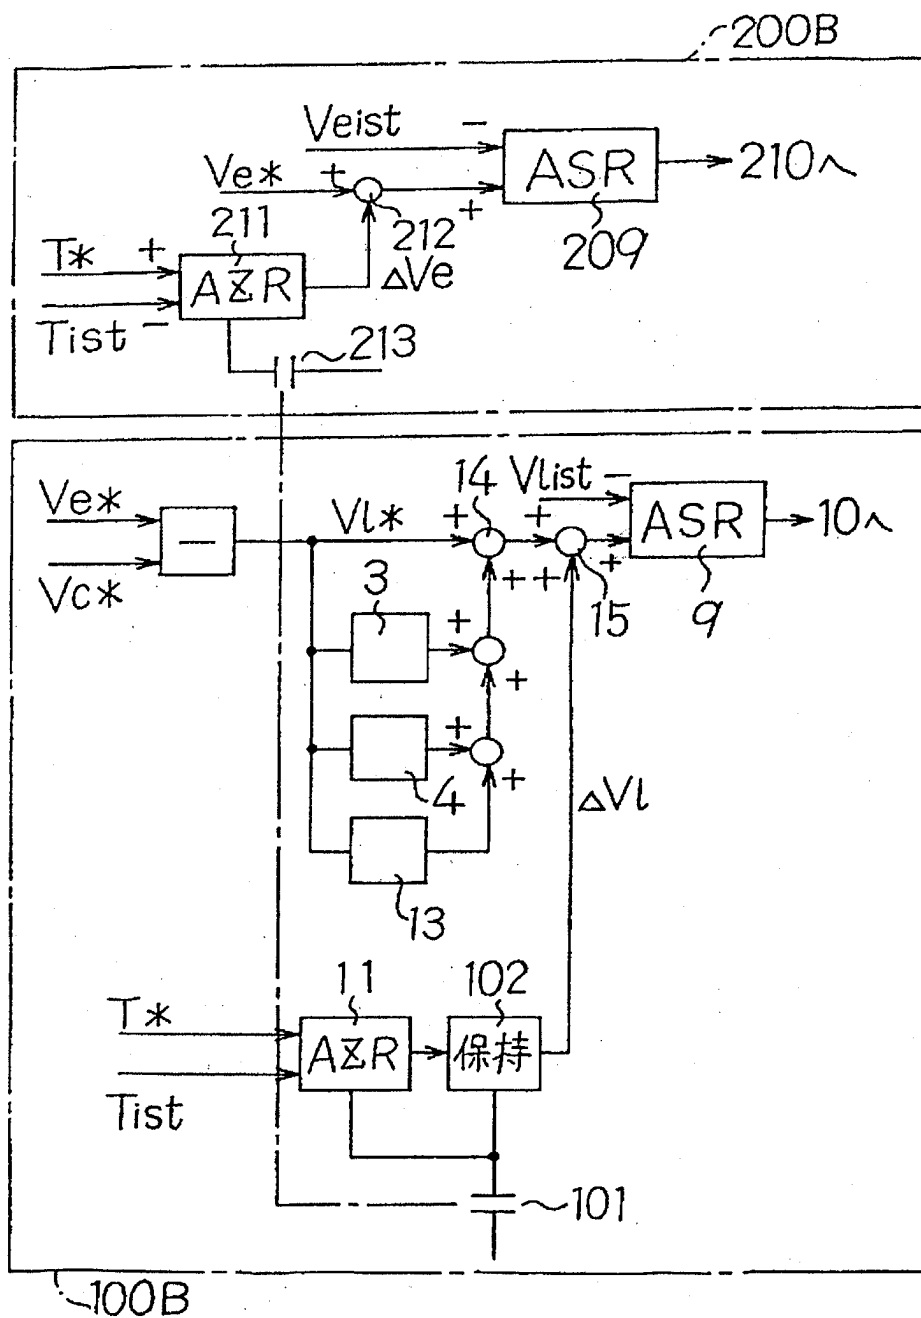 200B
Veist −
Ve* +
ASR
210へ
+
209
212
211
T* +
AZR
ΔVe
Tist −
213
Ve*
−
Vc*
Vl*
+
14
+
Vlist −
ASR
10へ
+
+ +
15
9
3
+
+
+
4
+
ΔVl
13
T*
11
102
AZR
保持
Tist
101
100B